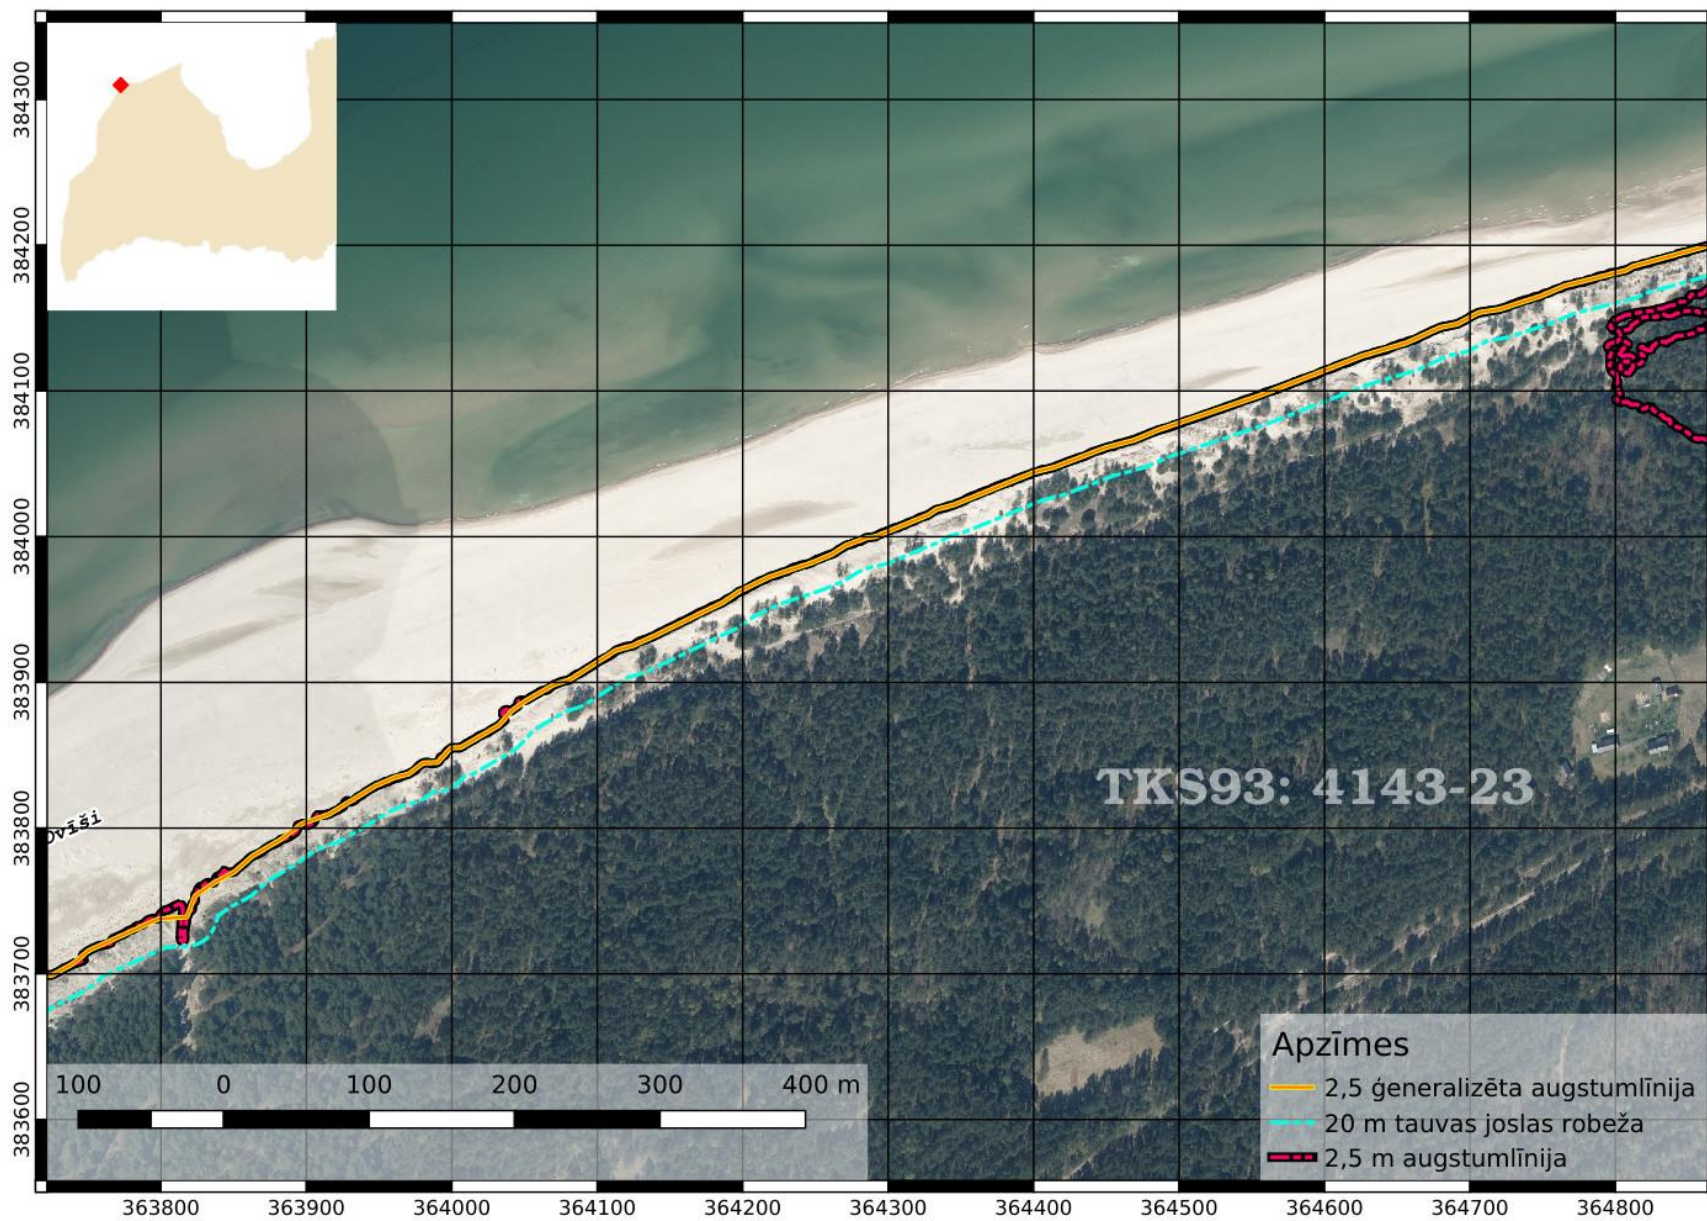 384300
384200
384100
384000
383900
383800
383700
383600
Oviši
TKS93: 4143-23
Apzīmes
2,5 ģeneralizēta augstumlīnija
20 m tauvas joslas robeža
2,5 m augstumlīnija
100 0 100 200 300 400 m
363800 363900 364000 364100 364200 364300 364400 364500 364600 364700 364800